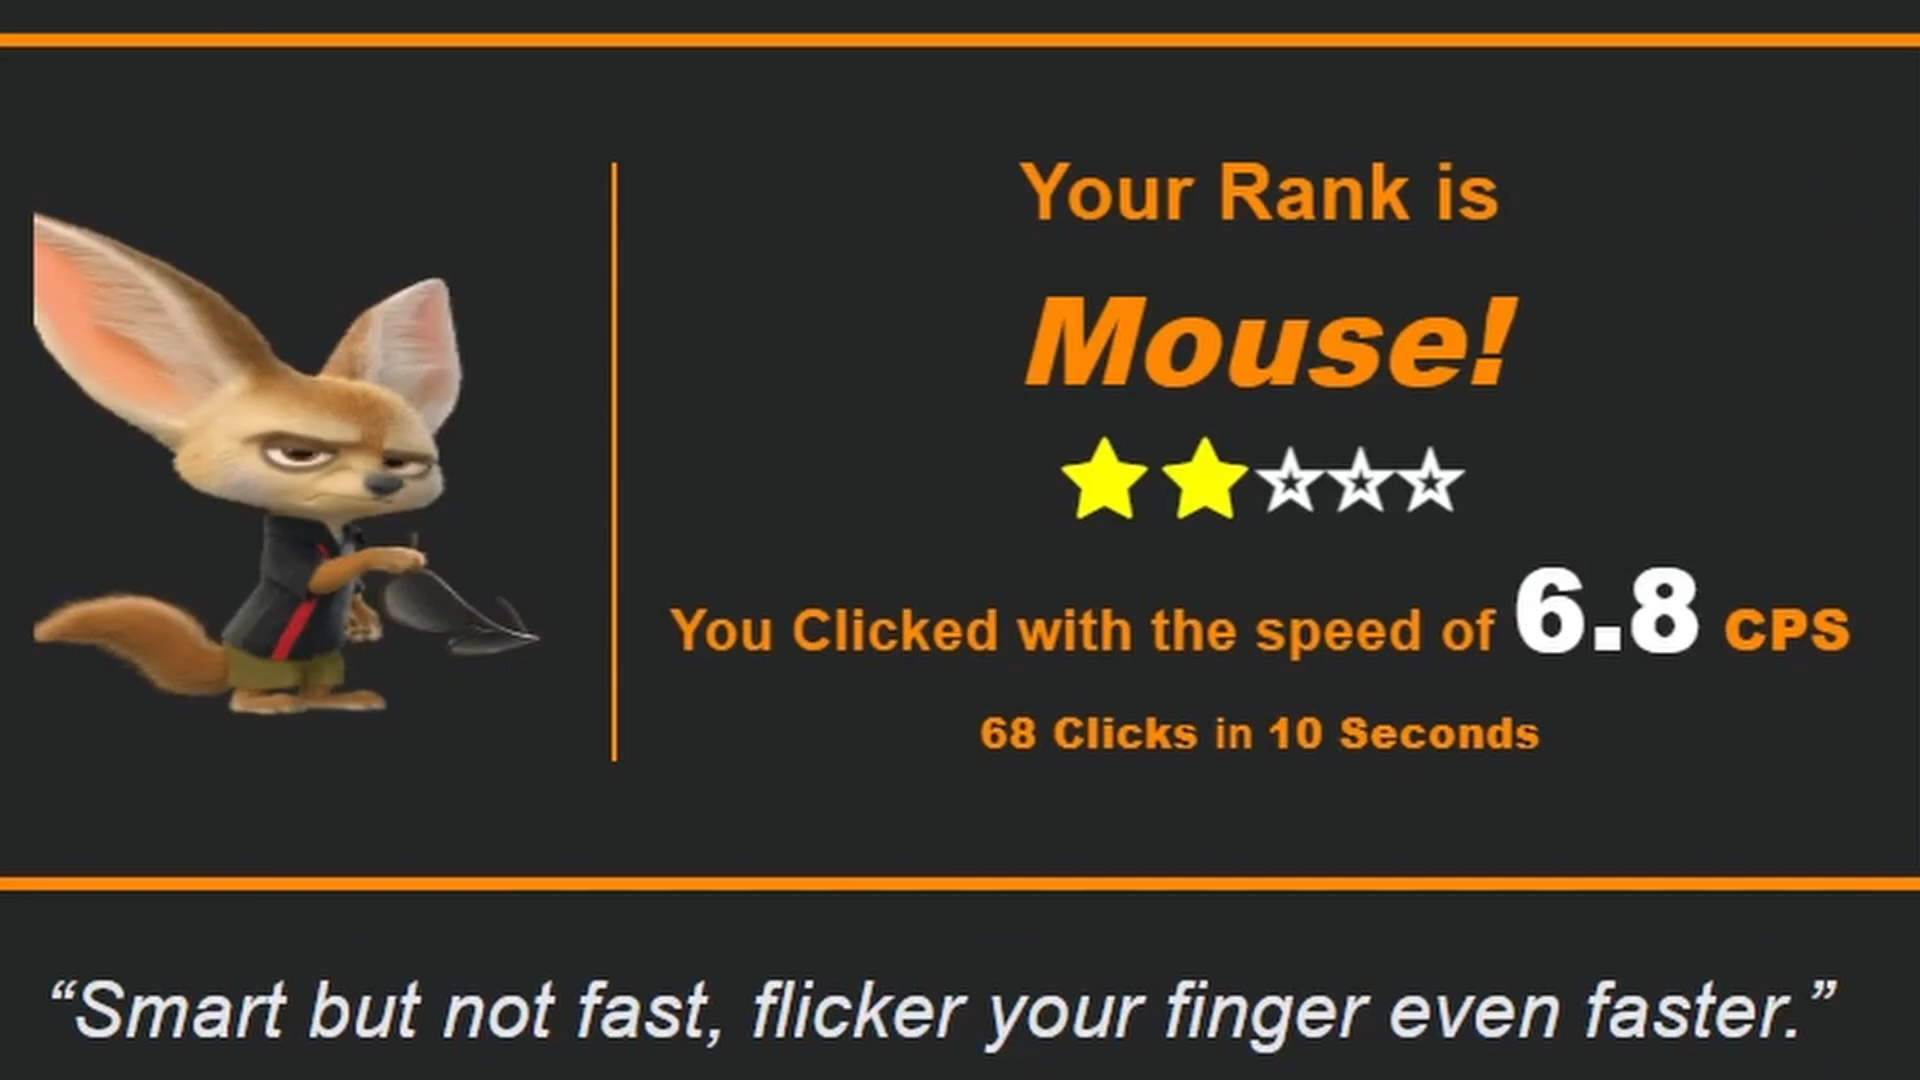 Your Rank is
Mouse!
You Clicked with the speed of 6.8 CPS
68 Clicks in 10 Seconds
“Smart but not fast, flicker your finger even faster.”